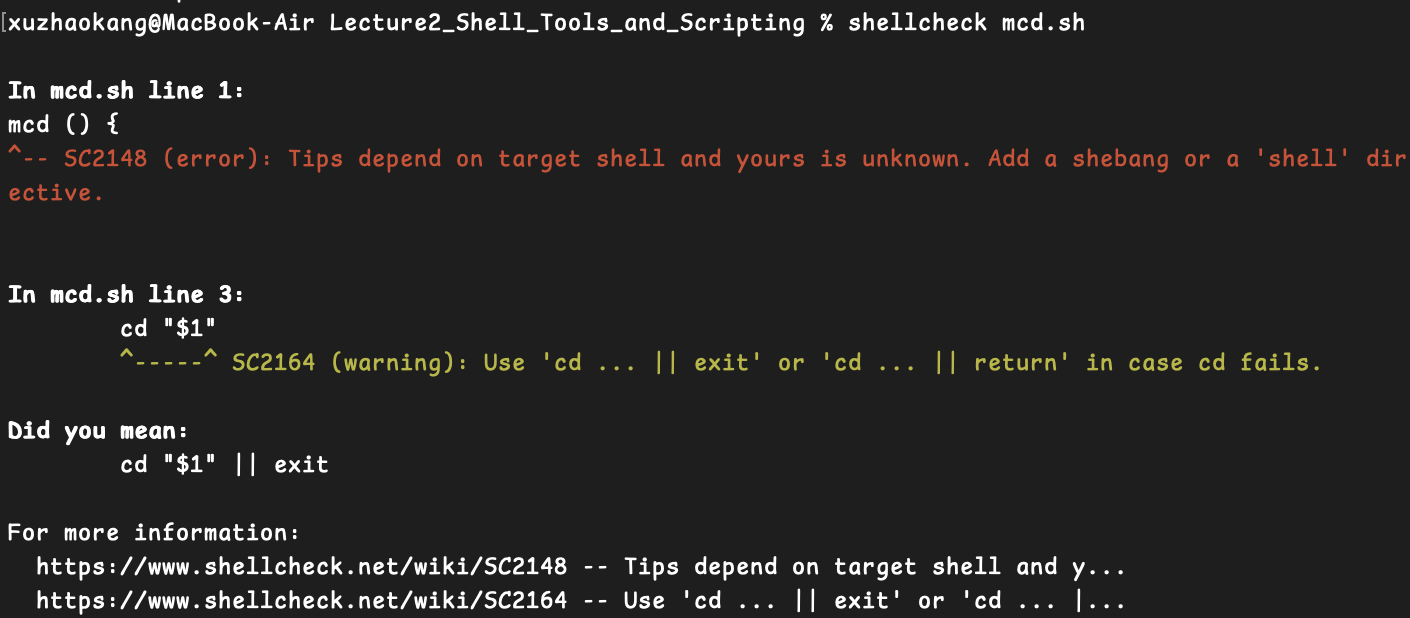 [xuzhaokang@MacBook-Air Lecture2_Shell_Tools_and_Scripting % shellcheck mcd.sh
In mcd.sh line 1:
mcd () {
^-- SC2148 (error): Tips depend on target shell and yours is unknown. Add a shebang or a 'shell' dir
ective.
In mcd.sh line 3:
cd "$1"
^-----^ SC2164 (warning): Use 'cd ... || exit' or 'cd ... || return' in case cd fails.
Did you mean:
cd "$1" || exit
For more information:
https://www.shellcheck.net/wiki/SC2148 -- Tips depend on target shell and y...
https://www.shellcheck.net/wiki/SC2164 -- Use 'cd ... || exit' or 'cd ... |...